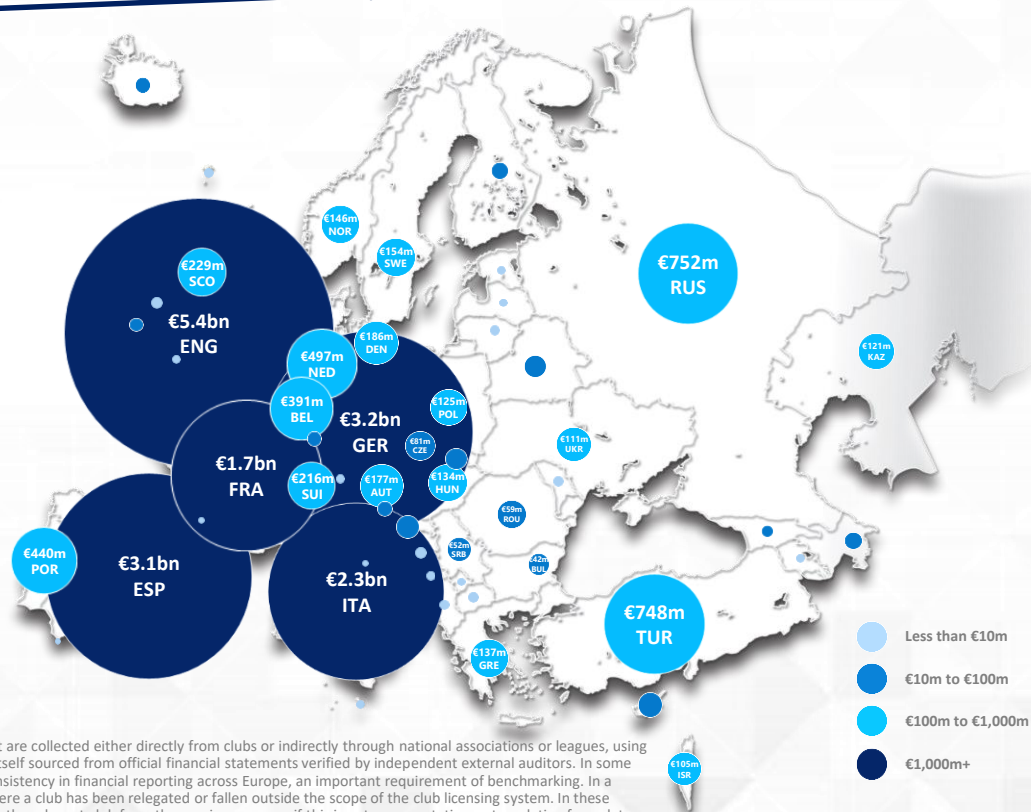 €146m
NOR
€154m
SWE
€229m
SCO
€752m
RUS
€5.4bn
ENG
€186m
DEN
€497m
NED
€121m
KAZ
€391m
BEL
€125m
POL
€3.2bn
GER
€81m
CZE
€111m
UKR
€1.7bn
FRA
€216m
SUI
€177m
AUT
€134m
HUN
€59m
ROU
€52m
SRB
€42m
BUL
€440m
POR
€3.1bn
ESP
€2.3bn
ITA
€748m
TUR
€137m
GRE
€105m
ISR
Less than €10m
€10m to €100m
€100m to €1,000m
€1,000m+
t are collected either directly from clubs or indirectly through national associations or leagues, using
tself sourced from official financial statements verified by independent external auditors. In some
nsistency in financial reporting across Europe, an important requirement of benchmarking. In a
ere a club has been relegated or fallen outside the scope of the club licensing system. In these